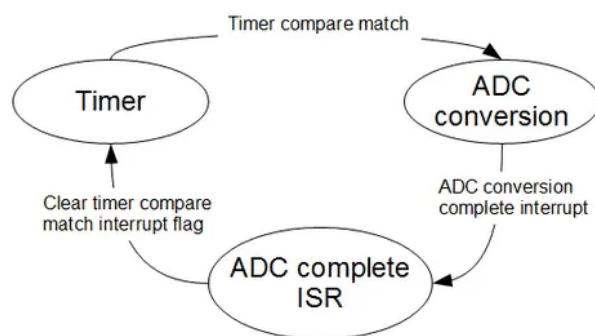 Timer compare match
Timer
ADC
conversion
Clear timer compare
match interrupt flag
ADC conversion
complete interrupt
ADC complete
ISR